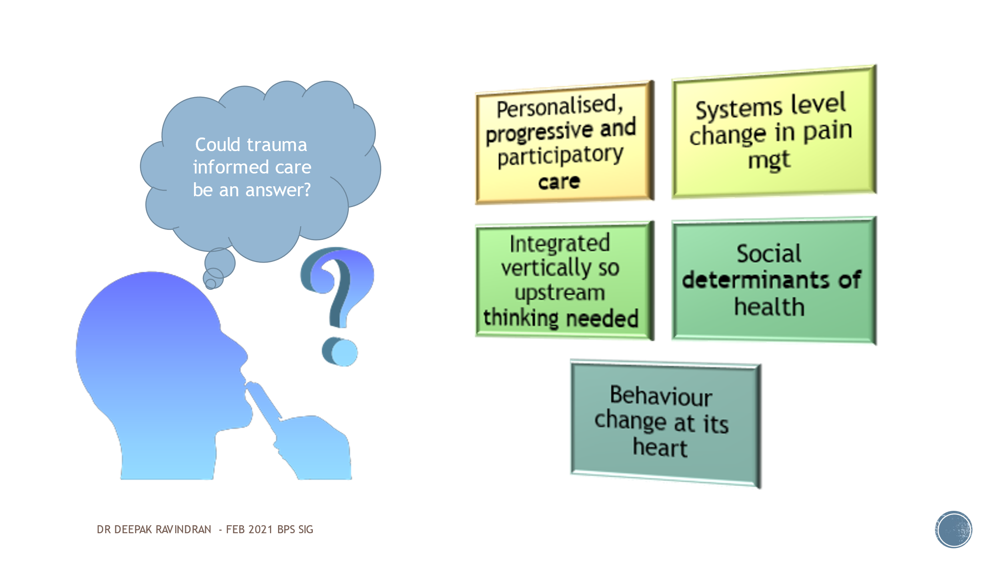 Could trauma
informed care
be an answer?
Personalised,
progressive and
participatory
care
Systems level
change in pain
mgt
Integrated
vertically so
upstream
thinking needed
Social
determinants of
health
Behaviour
change at its
heart
DR DEEPAK RAVINDRAN - FEB 2021 BPS SIG